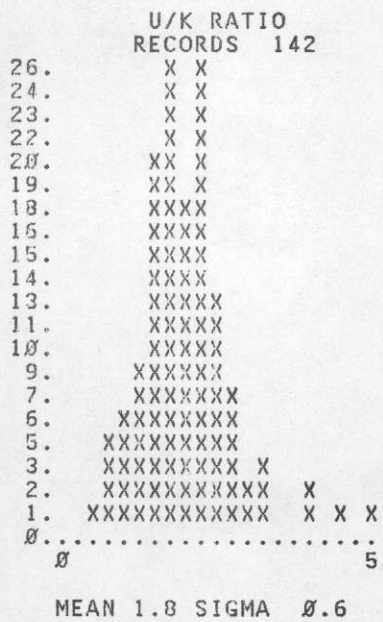 U/K RATIO
RECORDS 142
26. X X
24. X X
23. X X
22. X X
2Ø. XX X
19. XX X
18. XXXX
16. XXXX
15. XXXX
14. XXXX
13. XXXXX
11. XXXXX
1Ø. XXXXX
9. XXXXXX
7. XXXXXXX
6. XXXXXXXX
5. XXXXXXXXX
3. XXXXXXXXX X
2. XXXXXXXXXXX X
1. XXXXXXXXXXXX X X X
Ø.....................
Ø 5
MEAN 1.8 SIGMA Ø.6